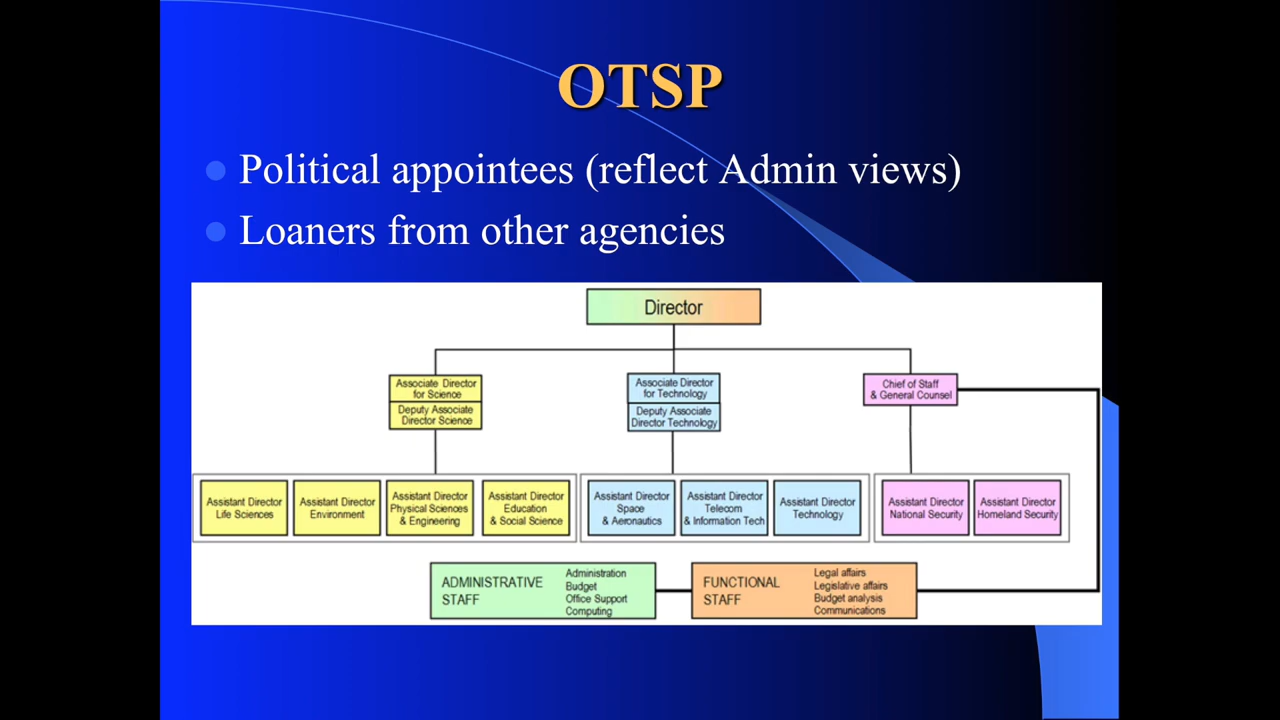 OTSP
Political appointees (reflect Admin views)
Loaners from other agencies
Director
Associate Director
for Science
Deputy Associate
Director Science
Associate Director
for Technology
Deputy Associate
Director Technology
Chief of Staff
& General Counsel
Assistant Director
Life Sciences
Assistant Director
Environment
Assistant Director
Physical Sciences
& Engineering
Assistant Director
Education
& Social Science
Assistant Director
Space
& Aeronautics
Assistant Director
Telecom
& Information Tech
Assistant Director
Technology
Assistant Director
National Security
Assistant Director
Homeland Security
ADMINISTRATIVE
STAFF
Administration
Budget
Office Support
Computing
FUNCTIONAL
STAFF
Legal affairs
Legislative affairs
Budget analysis
Communications